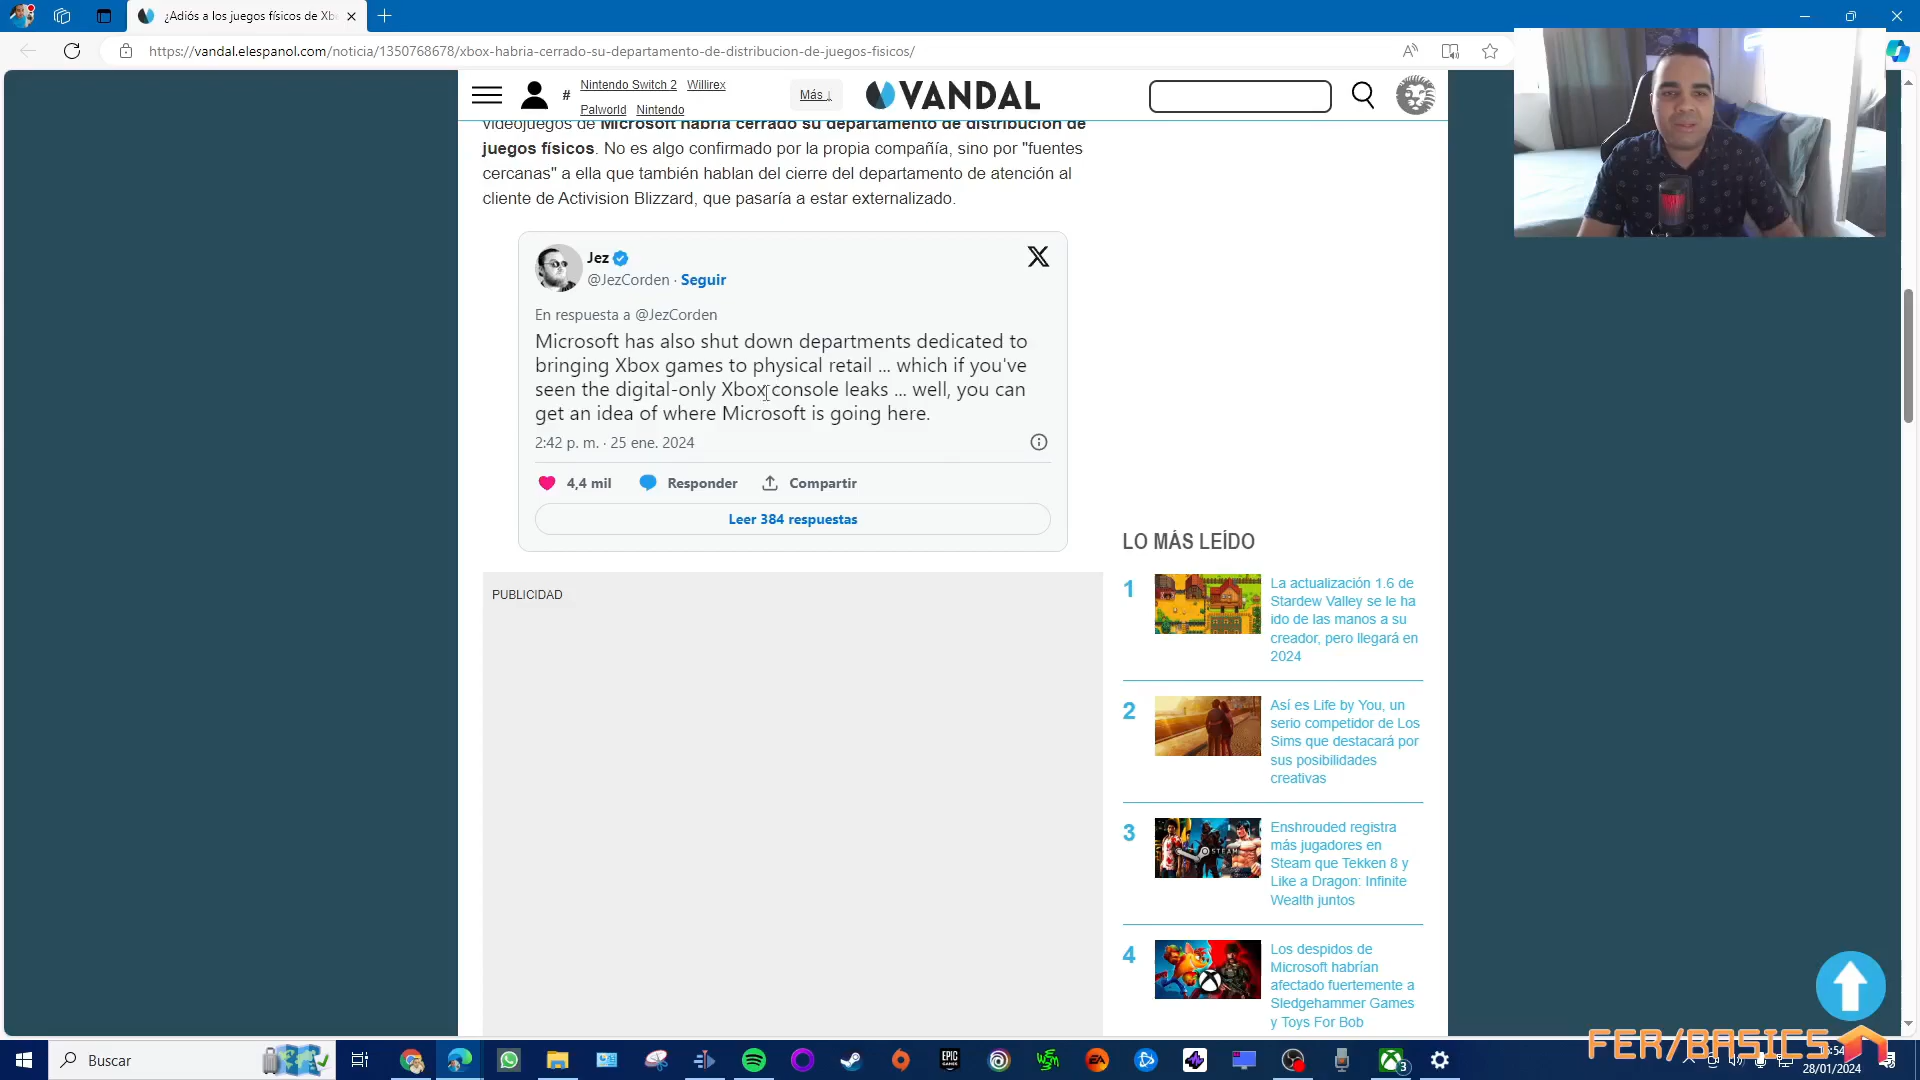 ¿Adiós a los juegos físicos de Xb
https://vandal.elespanol.com/noticia/1350768678/xbox-habria-cerrado-su-departamento-de-distribucion-de-juegos-fisicos/
# Nintendo Switch 2 Willirex
Palworld Nintendo
Más ↓
VANDAL
videojuegos de Microsoft habría cerrado su departamento de distribución de
juegos físicos. No es algo confirmado por la propia compañía, sino por "fuentes
cercanas" a ella que también hablan del cierre del departamento de atención al
cliente de Activision Blizzard, que pasaría a estar externalizado.
Jez
@JezCorden · Seguir
En respuesta a @JezCorden
Microsoft has also shut down departments dedicated to
bringing Xbox games to physical retail ... which if you've
seen the digital-only Xbox console leaks ... well, you can
get an idea of where Microsoft is going here.
2:42 p. m. · 25 ene. 2024
4,4 mil Responder Compartir
Leer 384 respuestas
PUBLICIDAD
LO MÁS LEÍDO
1
La actualización 1.6 de
Stardew Valley se le ha
ido de las manos a su
creador, pero llegará en
2024
2
Así es Life by You, un
serio competidor de Los
Sims que destacará por
sus posibilidades
creativas
3
STEAM
Enshrouded registra
más jugadores en
Steam que Tekken 8 y
Like a Dragon: Infinite
Wealth juntos
4
Los despidos de
Microsoft habrían
afectado fuertemente a
Sledgehammer Games
y Toys For Bob
FER/BASICS
Buscar
EPIC
GAMES
EA
3
28/01/2024